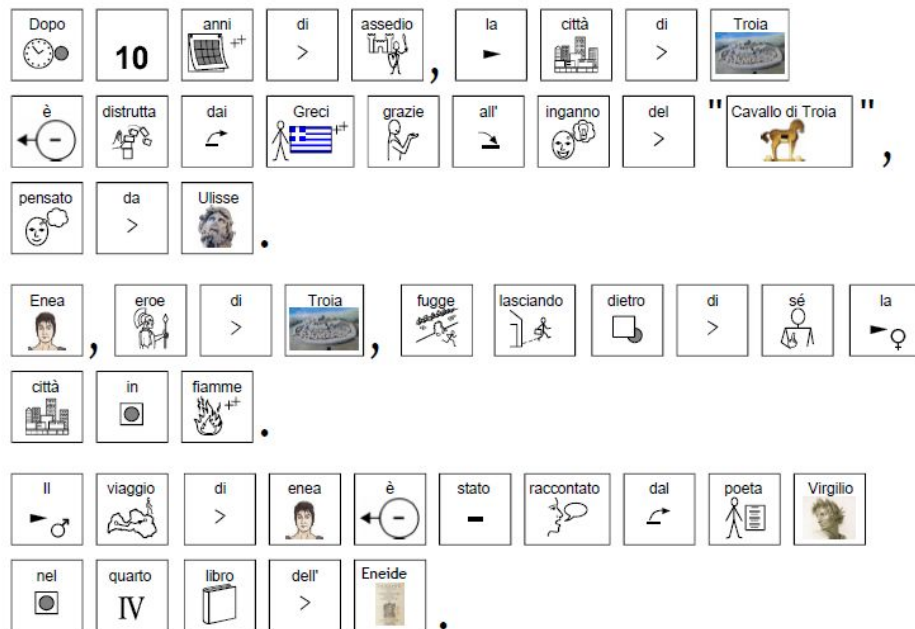 Dopo 10 anni di assedio, la città di Troia
è distrutta dai Greci grazie all' inganno del "Cavallo di Troia",
pensato da Ulisse.
Enea, eroe di Troia, fugge lasciando dietro di sé la
città in fiamme.
Il viaggio di enea è stato raccontato dal poeta Virgilio
nel quarto IV libro dell' Eneide.